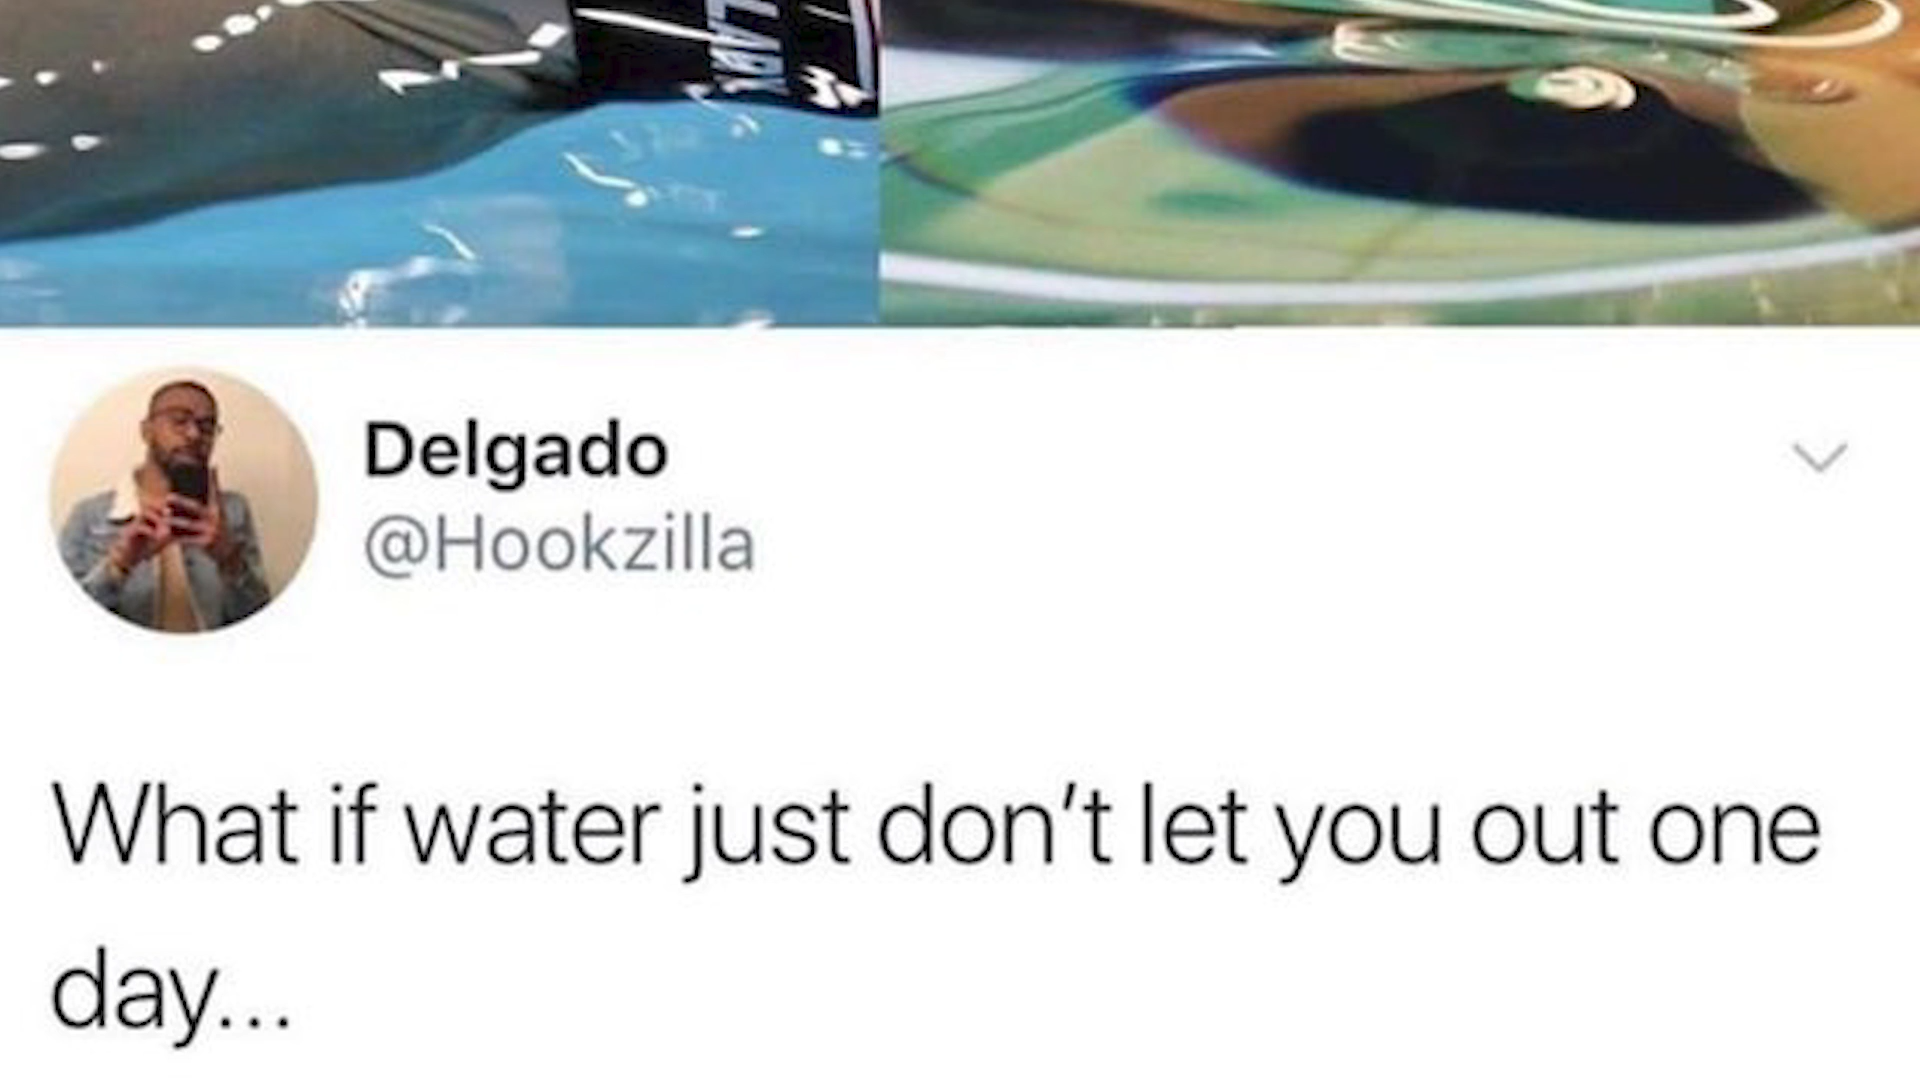 Delgado
@Hookzilla
What if water just don’t let you out one
day...